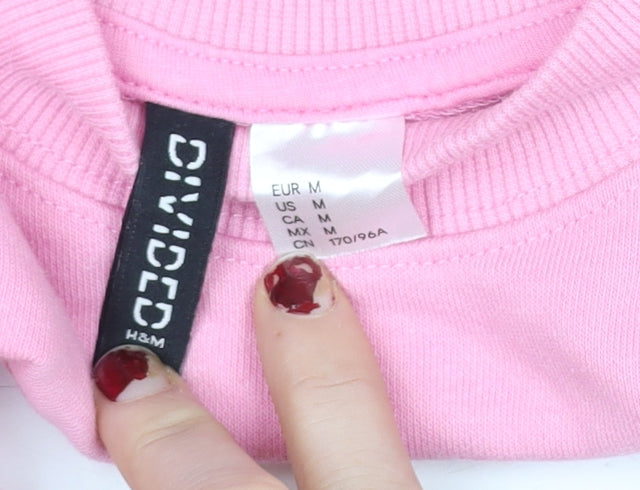 DIVIDED
H&M
EUR M
US M
CA M
MX M
CN 170/96A